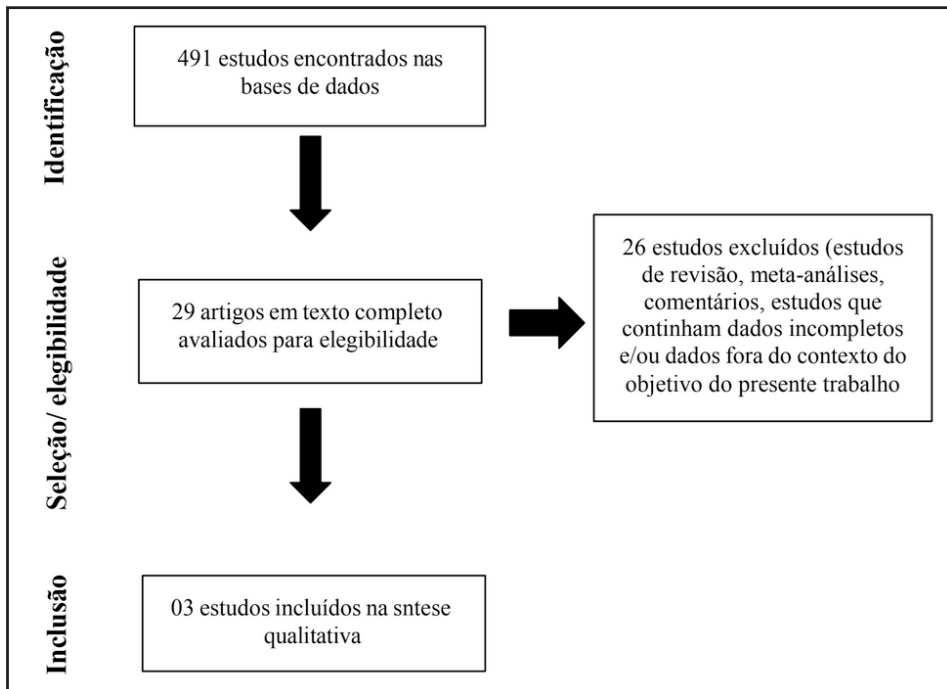 Identificação
491 estudos encontrados nas
bases de dados
Seleção/ elegibilidade
29 artigos em texto completo
avaliados para elegibilidade
26 estudos excluídos (estudos
de revisão, meta-análises,
comentários, estudos que
continham dados incompletos
e/ou dados fora do contexto do
objetivo do presente trabalho
Inclusão
03 estudos incluídos na sntese
qualitativa